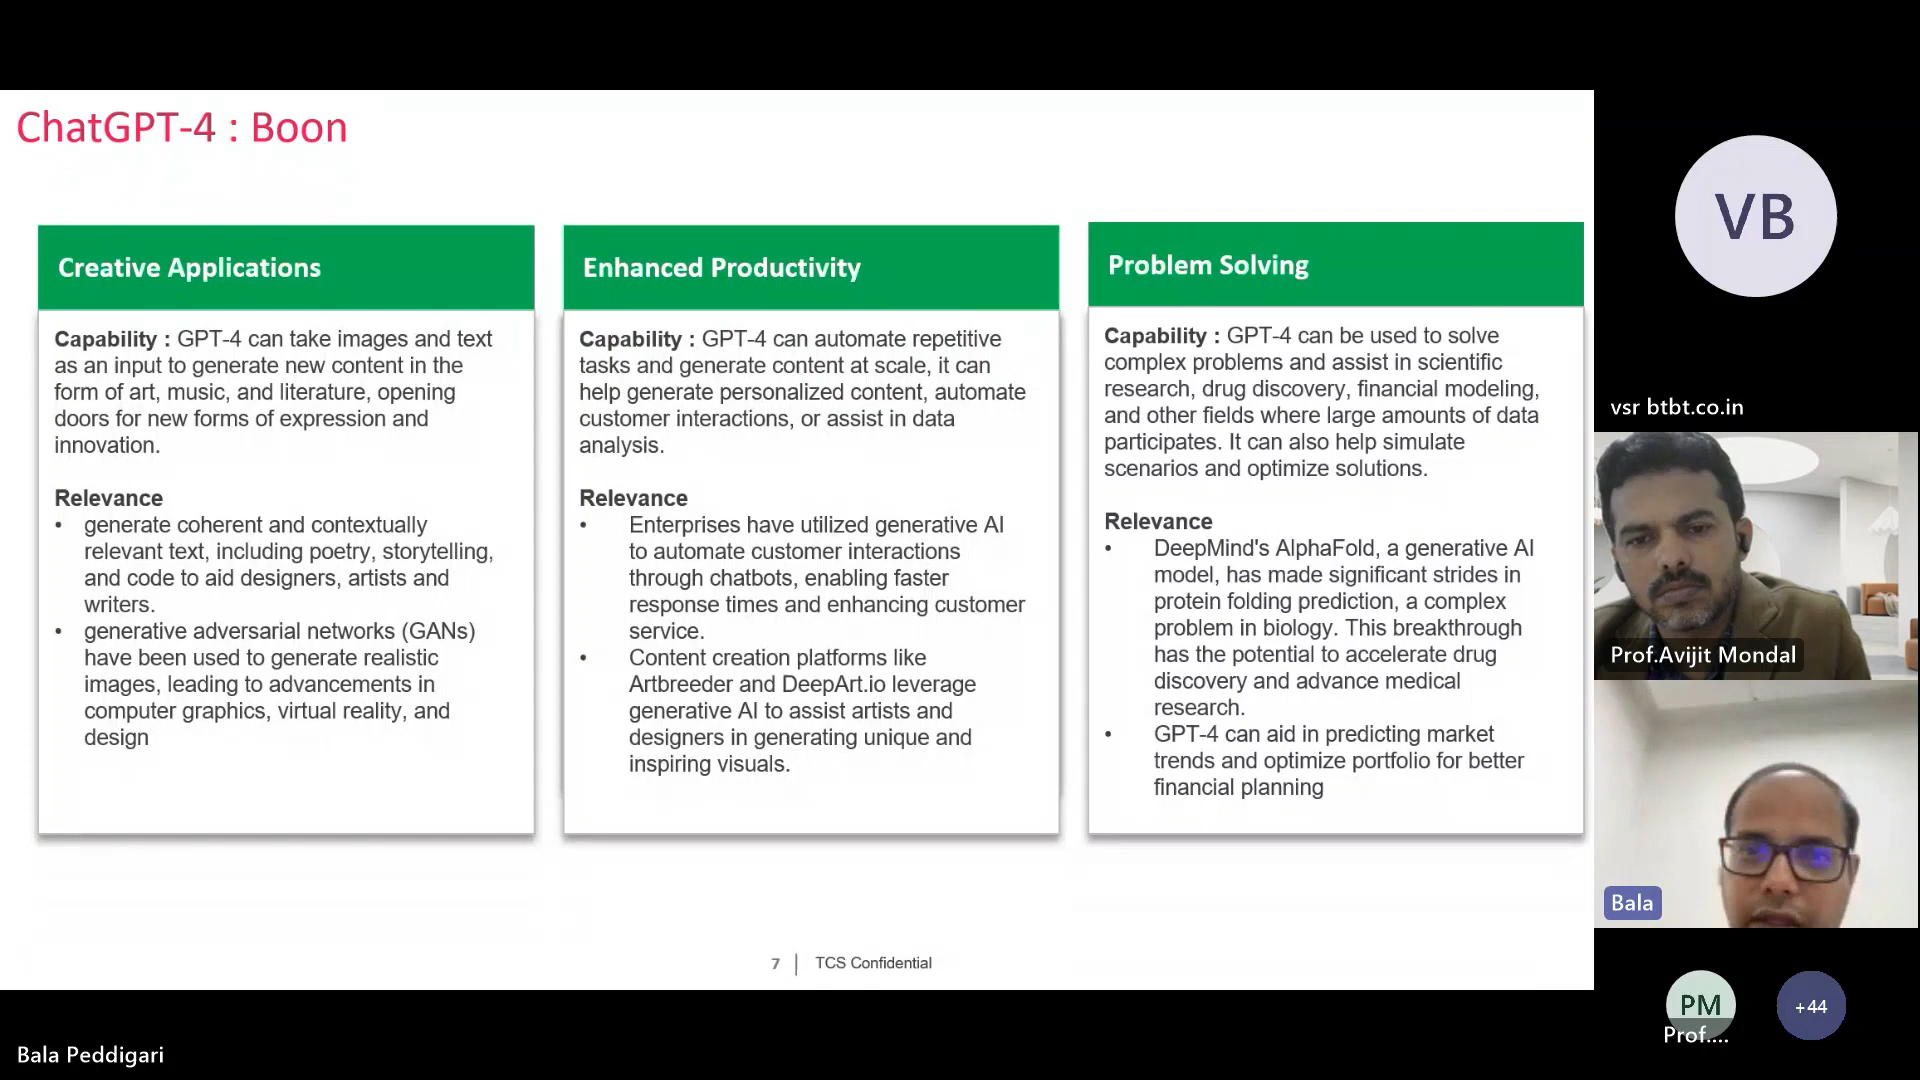 ChatGPT-4 : Boon
Creative Applications
Capability : GPT-4 can take images and text
as an input to generate new content in the
form of art, music, and literature, opening
doors for new forms of expression and
innovation.
Relevance
• generate coherent and contextually
relevant text, including poetry, storytelling,
and code to aid designers, artists and
writers.
• generative adversarial networks (GANs)
have been used to generate realistic
images, leading to advancements in
computer graphics, virtual reality, and
design
Enhanced Productivity
Capability : GPT-4 can automate repetitive
tasks and generate content at scale, it can
help generate personalized content, automate
customer interactions, or assist in data
analysis.
Relevance
• Enterprises have utilized generative AI
to automate customer interactions
through chatbots, enabling faster
response times and enhancing customer
service.
• Content creation platforms like
Artbreeder and DeepArt.io leverage
generative AI to assist artists and
designers in generating unique and
inspiring visuals.
Problem Solving
Capability : GPT-4 can be used to solve
complex problems and assist in scientific
research, drug discovery, financial modeling,
and other fields where large amounts of data
participates. It can also help simulate
scenarios and optimize solutions.
Relevance
• DeepMind's AlphaFold, a generative AI
model, has made significant strides in
protein folding prediction, a complex
problem in biology. This breakthrough
has the potential to accelerate drug
discovery and advance medical
research.
• GPT-4 can aid in predicting market
trends and optimize portfolio for better
financial planning
7 | TCS Confidential
VB
vsr btbt.co.in
Prof.Avijit Mondal
Bala
PM
Prof....
+44
Bala Peddigari